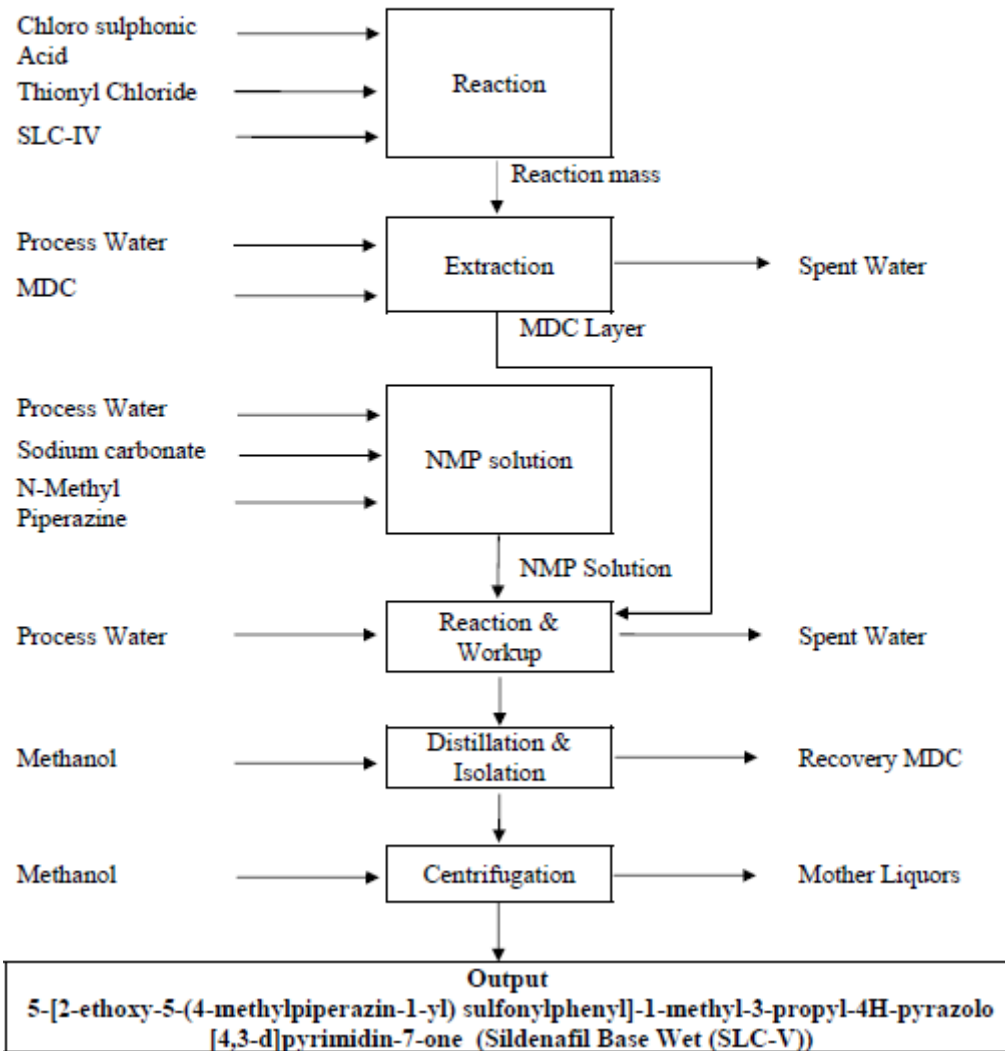 Chloro sulphonic
Acid
Thionyl Chloride
SLC-IV
Reaction
Reaction mass
Process Water
MDC
Extraction
Spent Water
MDC Layer
Process Water
Sodium carbonate
N-Methyl
Piperazine
NMP solution
NMP Solution
Process Water
Reaction &
Workup
Spent Water
Methanol
Distillation &
Isolation
Recovery MDC
Methanol
Centrifugation
Mother Liquors
Output
5-[2-ethoxy-5-(4-methylpiperazin-1-yl) sulfonylphenyl]-1-methyl-3-propyl-4H-pyrazolo
[4,3-d]pyrimidin-7-one (Sildenafil Base Wet (SLC-V))